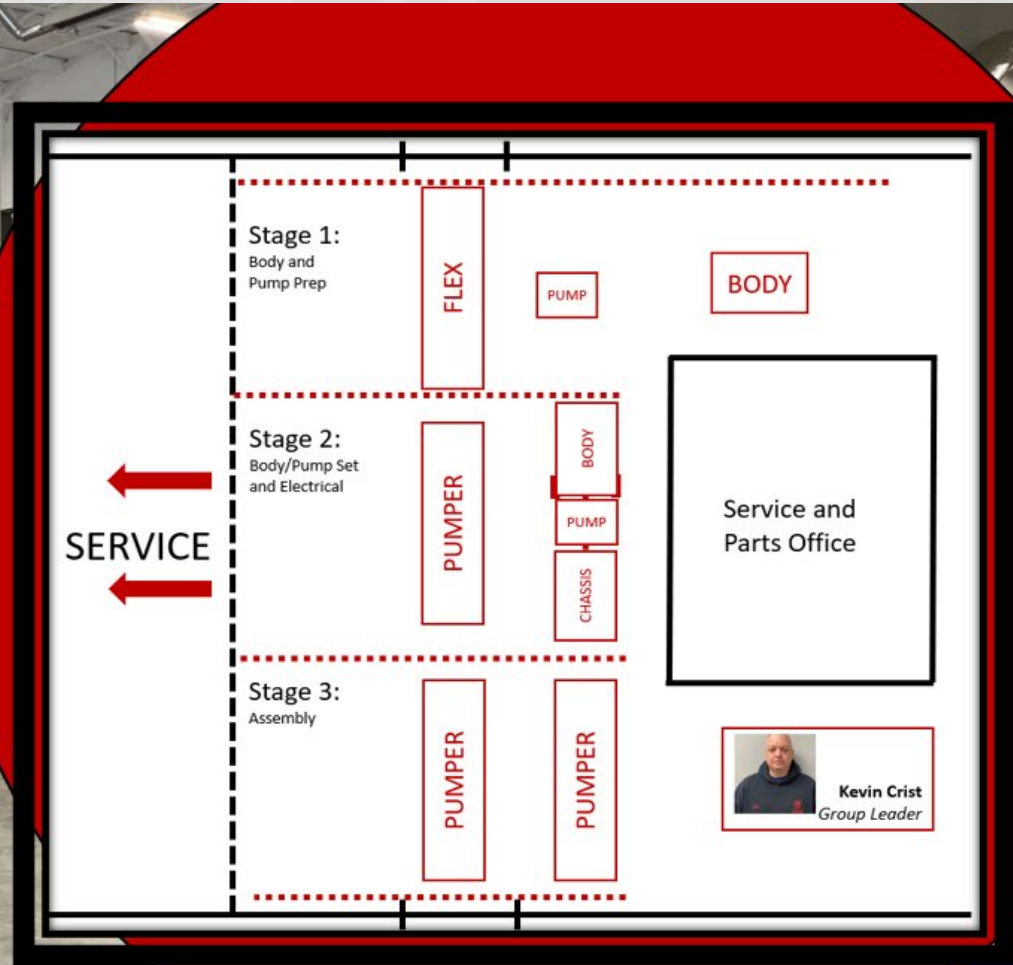 Stage 1:
Body and
Pump Prep
FLEX
PUMP
BODY
Stage 2:
Body/Pump Set
and Electrical
PUMPER
BODY
PUMP
CHASSIS
SERVICE
Service and
Parts Office
Stage 3:
Assembly
PUMPER
PUMPER
Kevin Crist
Group Leader